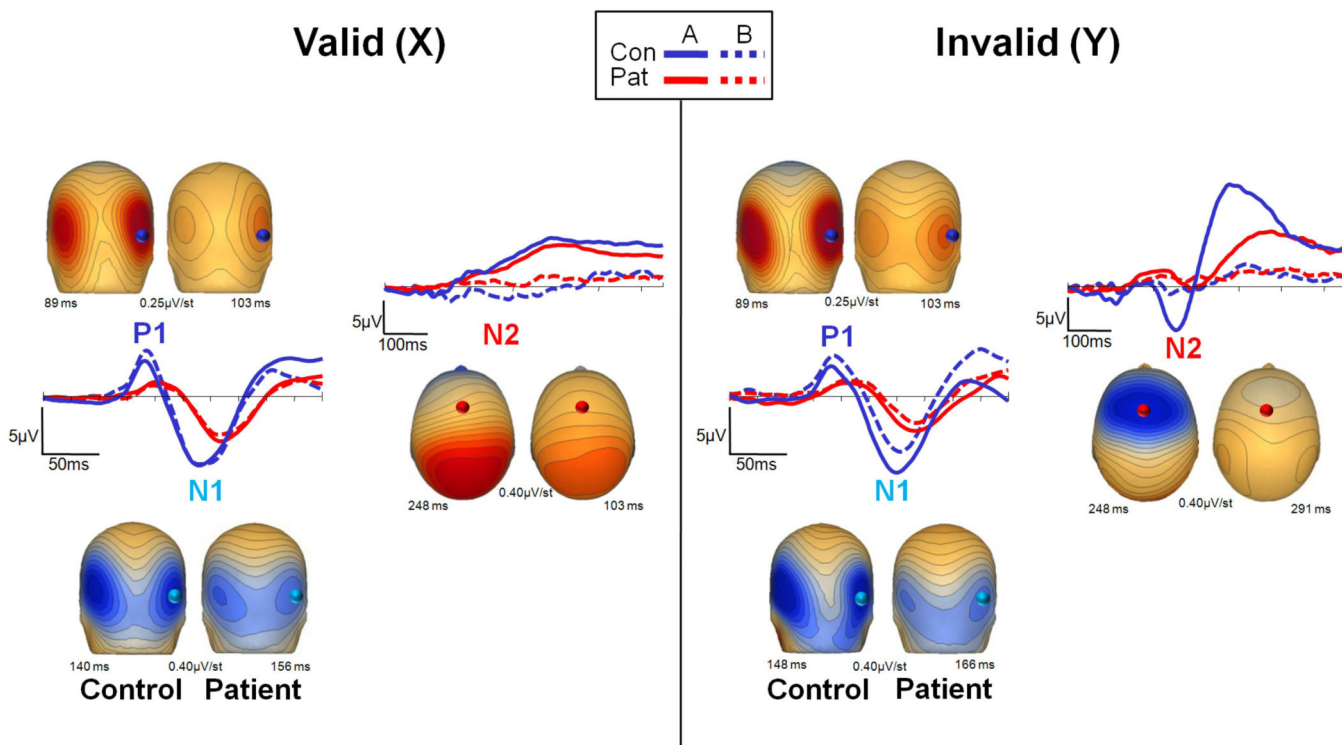 Valid (X)
A B
Con
Pat
Invalid (Y)
89 ms 0.25µV/st 103 ms
5µV
100ms
N2
P1
5µV
50ms
N1
248 ms 0.40µV/st 103 ms
140 ms 0.40µV/st 156 ms
Control Patient
89 ms 0.25µV/st 103 ms
5µV
100ms
N2
P1
5µV
50ms
N1
248 ms 0.40µV/st 291 ms
148 ms 0.40µV/st 166 ms
Control Patient